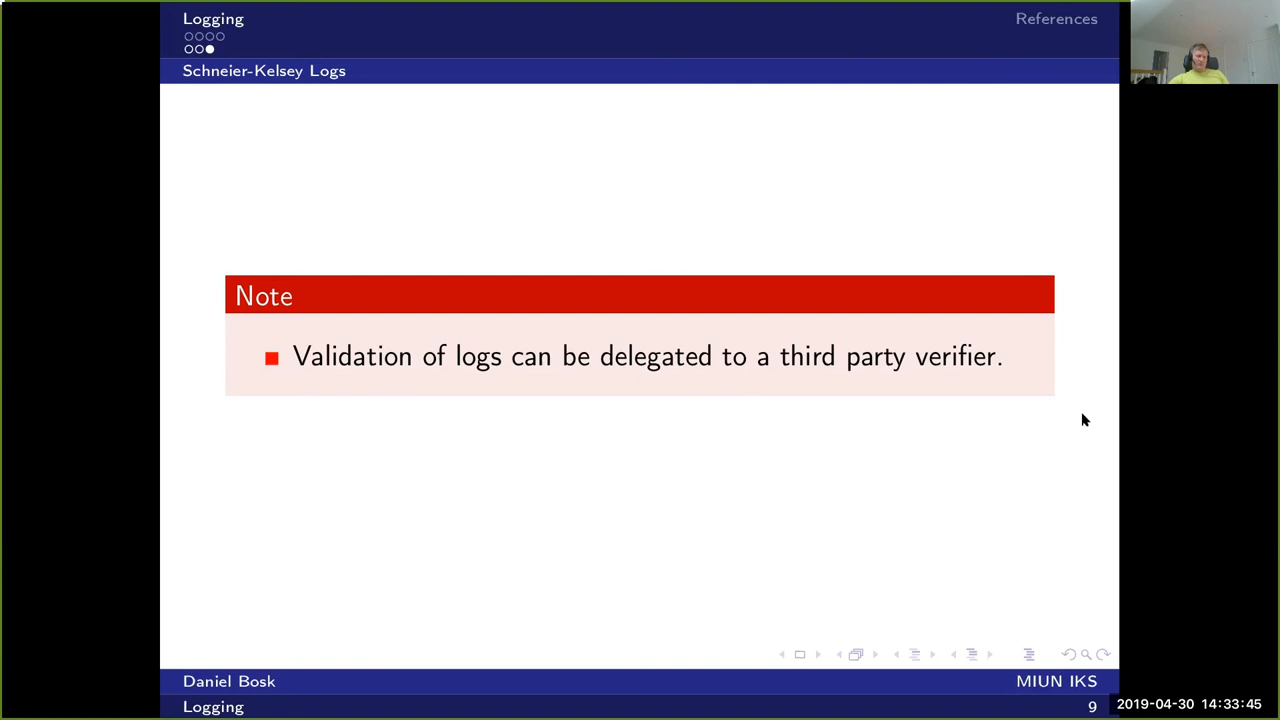 Logging
References
Schneier-Kelsey Logs
Note
Validation of logs can be delegated to a third party verifier.
Daniel Bosk
MIUN IKS
Logging
9
2019-04-30 14:33:45